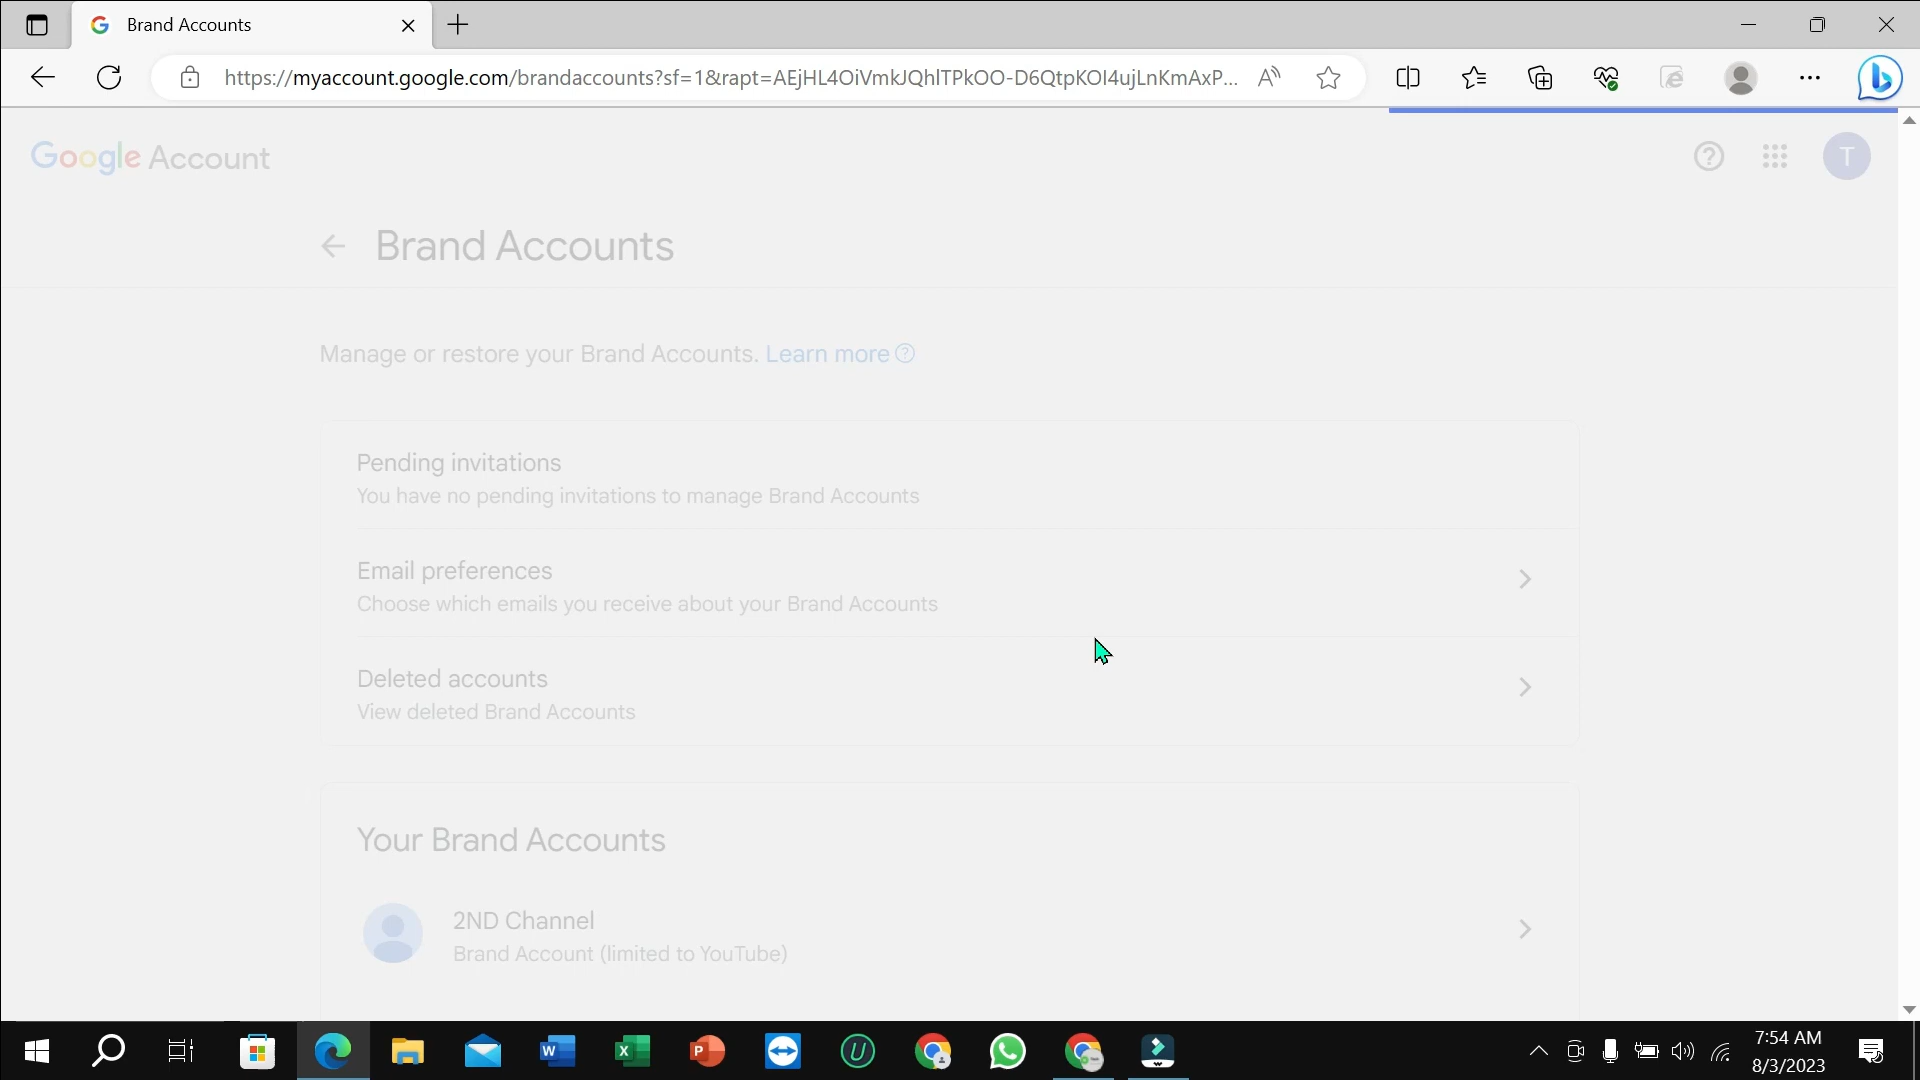 Brand Accounts
https://myaccount.google.com/brandaccounts?sf=1&rapt=AEjHL4OiVmkJQhlTPkOO-D6QtpKOI4ujLnKmAxP...
Google Account
T
Brand Accounts
Manage or restore your Brand Accounts. Learn more
Pending invitations
You have no pending invitations to manage Brand Accounts
Email preferences
Choose which emails you receive about your Brand Accounts
Deleted accounts
View deleted Brand Accounts
Your Brand Accounts
2ND Channel
Brand Account (limited to YouTube)
7:54 AM
8/3/2023